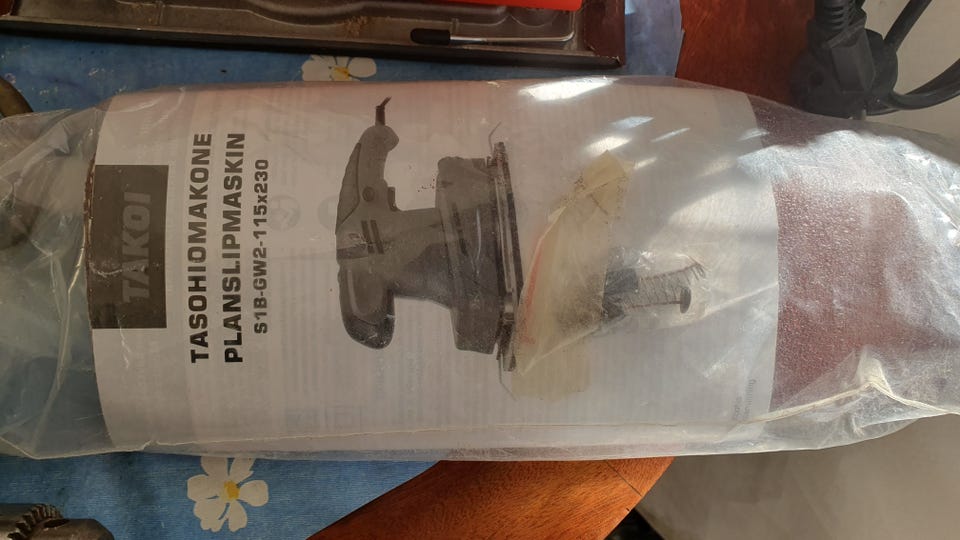 TAKOI
TASOHIOMAKONE
PLANSLIPMASKIN
S1B-GW2-115x230